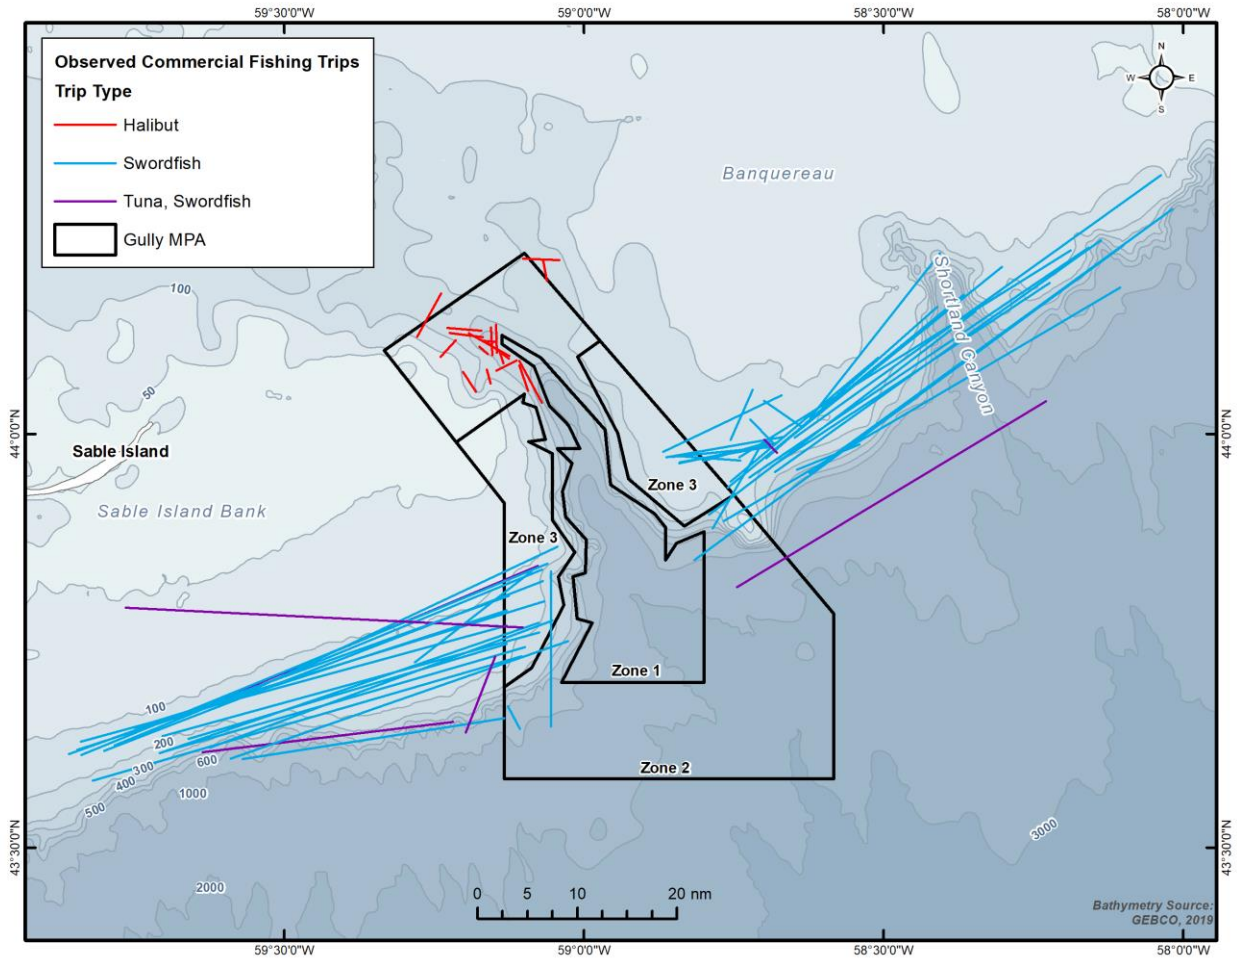 59°30'0"W
59°0'0"W
58°30'0"W
58°0'0"W
Observed Commercial Fishing Trips
Trip Type
Halibut
Swordfish
Tuna, Swordfish
Gully MPA
N
W
E
S
Banquereau
Shortland Canyon
100
50
44°0'0"N
44°0'0"N
Sable Island
Sable Island Bank
Zone 3
Zone 3
Zone 1
Zone 2
100
200
300
400
500
600
1000
2000
3000
43°30'0"N
43°30'0"N
0
5
10
20 nm
Bathymetry Source:
GEBCO, 2019
59°30'0"W
59°0'0"W
58°30'0"W
58°0'0"W